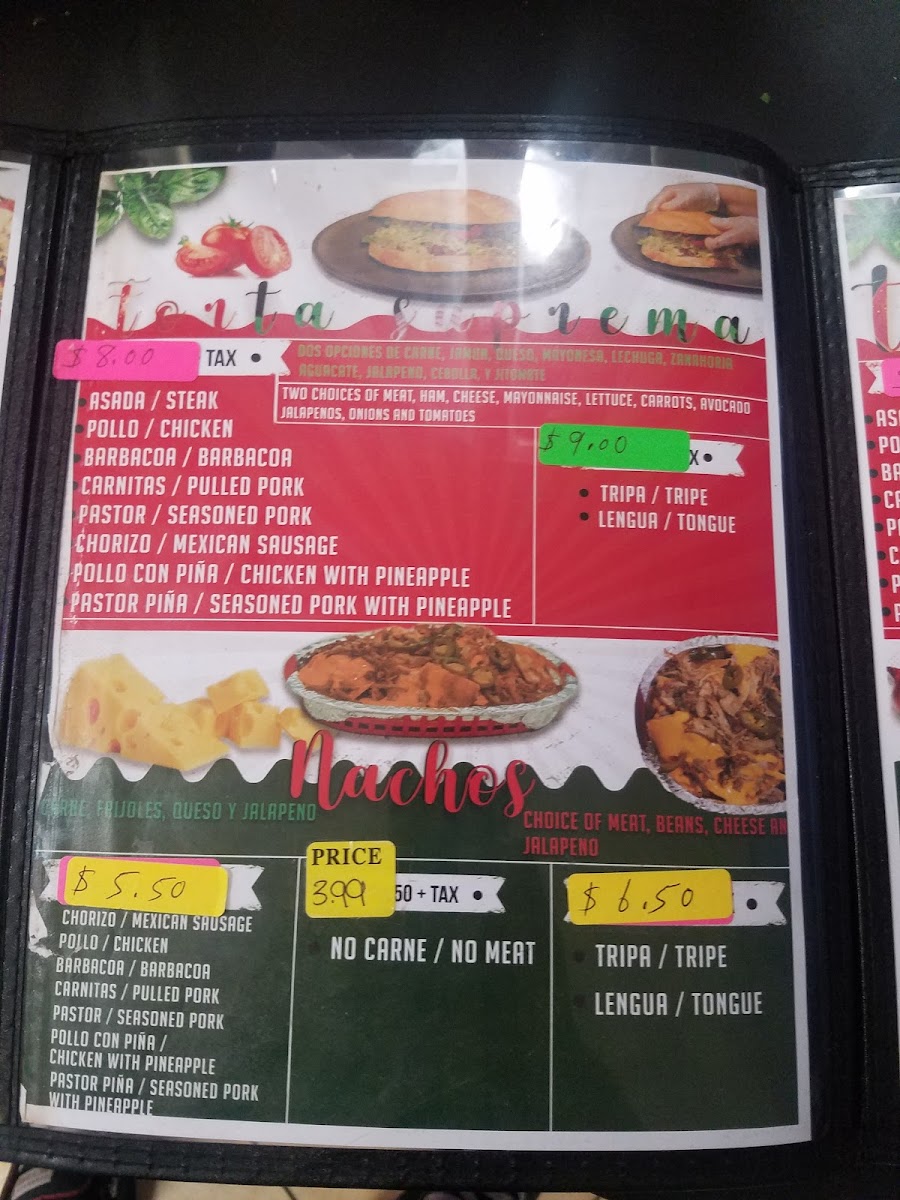 Torta suprema
$ 8.00 TAX •
DOS OPCIONES DE CARNE, JAMON, QUESO, MAYONESA, LECHUGA, ZANAHORIA
AGUACATE, JALAPENO, CEBOLLA, Y JITOMATE
TWO CHOICES OF MEAT, HAM, CHEESE, MAYONNAISE, LETTUCE, CARROTS, AVOCADO
JALAPENOS, ONIONS AND TOMATOES
• ASADA / STEAK
• POLLO / CHICKEN
• BARBACOA / BARBACOA
• CARNITAS / PULLED PORK
• PASTOR / SEASONED PORK
CHORIZO / MEXICAN SAUSAGE
POLLO CON PIÑA / CHICKEN WITH PINEAPPLE
• PASTOR PIÑA / SEASONED PORK WITH PINEAPPLE
$ 9.00 X •
• TRIPA / TRIPE
• LENGUA / TONGUE
Nachos
CARNE, FRIJOLES, QUESO Y JALAPENO
CHOICE OF MEAT, BEANS, CHEESE AN
JALAPENO
$ 5.50
CHORIZO / MEXICAN SAUSAGE
POLLO / CHICKEN
BARBACOA / BARBACOA
CARNITAS / PULLED PORK
PASTOR / SEASONED PORK
POLLO CON PIÑA /
CHICKEN WITH PINEAPPLE
PASTOR PIÑA / SEASONED PORK
WITH PINEAPPLE
PRICE
3.99 50 + TAX •
• NO CARNE / NO MEAT
$ 6.50 •
• TRIPA / TRIPE
LENGUA / TONGUE